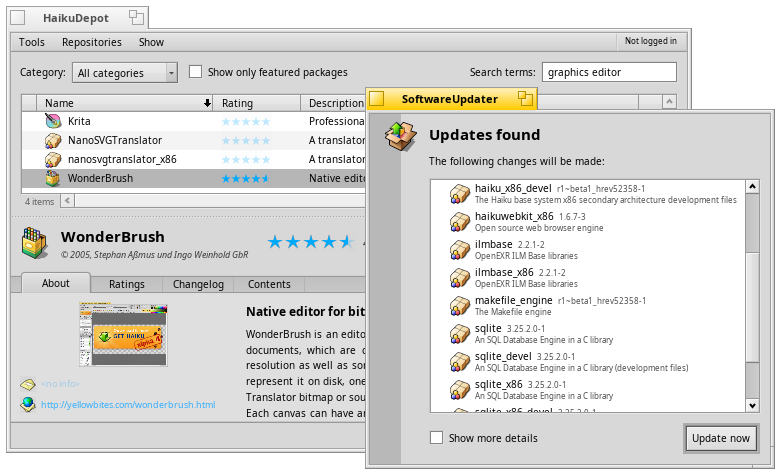 HaikuDepot
Tools Repositories Show Not logged in
Category: All categories Show only featured packages Search terms: graphics editor
Name Rating Description
Krita Professiona
NanoSVGTranslator A translator
nanosvgtranslator_x86 A translator
WonderBrush Native edito
4 items
WonderBrush
© 2005, Stephan Aßmus und Ingo Weinhold GbR
About Ratings Changelog Contents
GET HAIKU
alpha 4
<no info>
http://yellowbites.com/wonderbrush.html
Native editor for bit
WonderBrush is an edito
documents, which are
resolution as well as so
represent it on disk, one
Translator bitmap or sou
Each canvas can have ar
SoftwareUpdater
Updates found
The following changes will be made:
haiku_x86_devel r1~beta1_hrev52358-1
The Haiku base system x86 secondary architecture development files
haikuwebkit_x86 1.6.7-3
Open source web browser engine
ilmbase 2.2.1-2
OpenEXR ILM Base libraries
ilmbase_x86 2.2.1-2
OpenEXR ILM Base libraries
makefile_engine r1~beta1_hrev52358-1
The Makefile engine
sqlite 3.25.2.0-1
An SQL Database Engine in a C library
sqlite_devel 3.25.2.0-1
An SQL Database Engine in a C library (development files)
sqlite_x86 3.25.2.0-1
An SQL Database Engine in a C library
sqlite_x86_devel 3.25.2.0-1
Show more details Update now